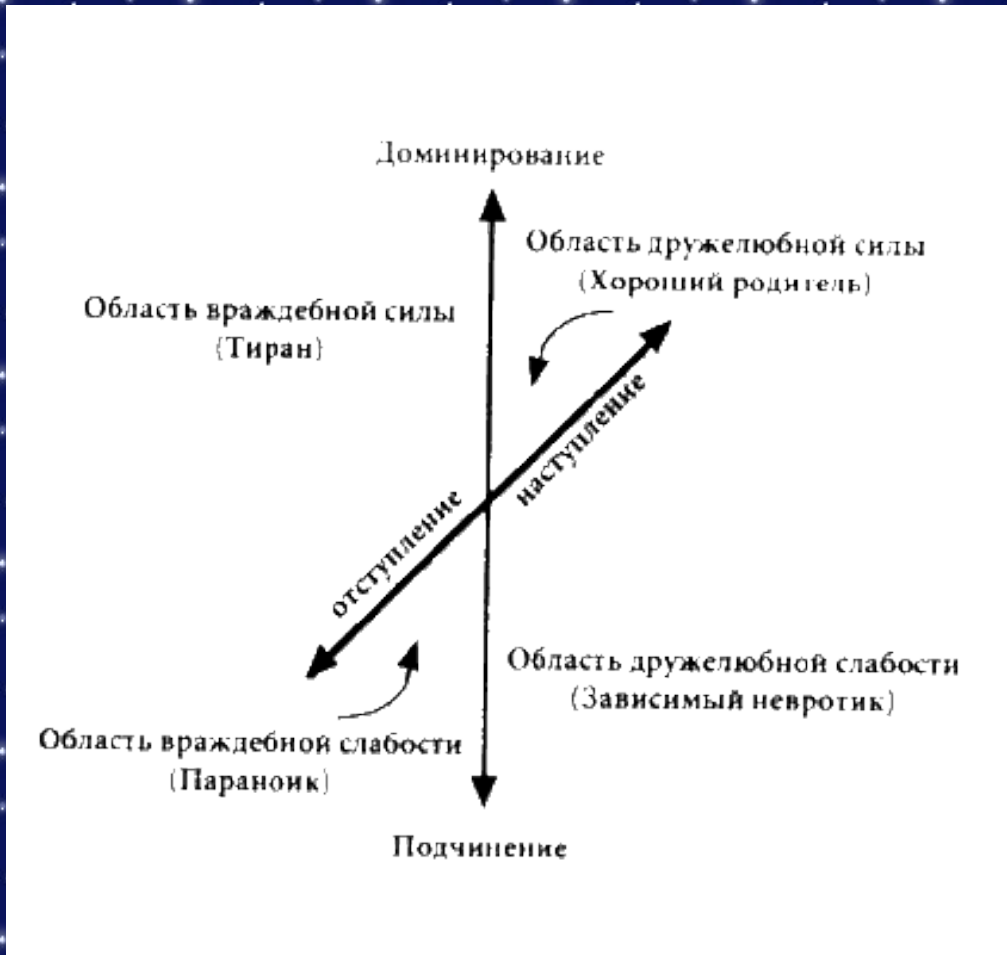 Доминирование
Область дружелюбной силы
(Хороший родитель)
Область враждебной силы
(Тиран)
наступление
отступление
Область дружелюбной слабости
(Зависимый невротик)
Область враждебной слабости
(Параноик)
Подчинение